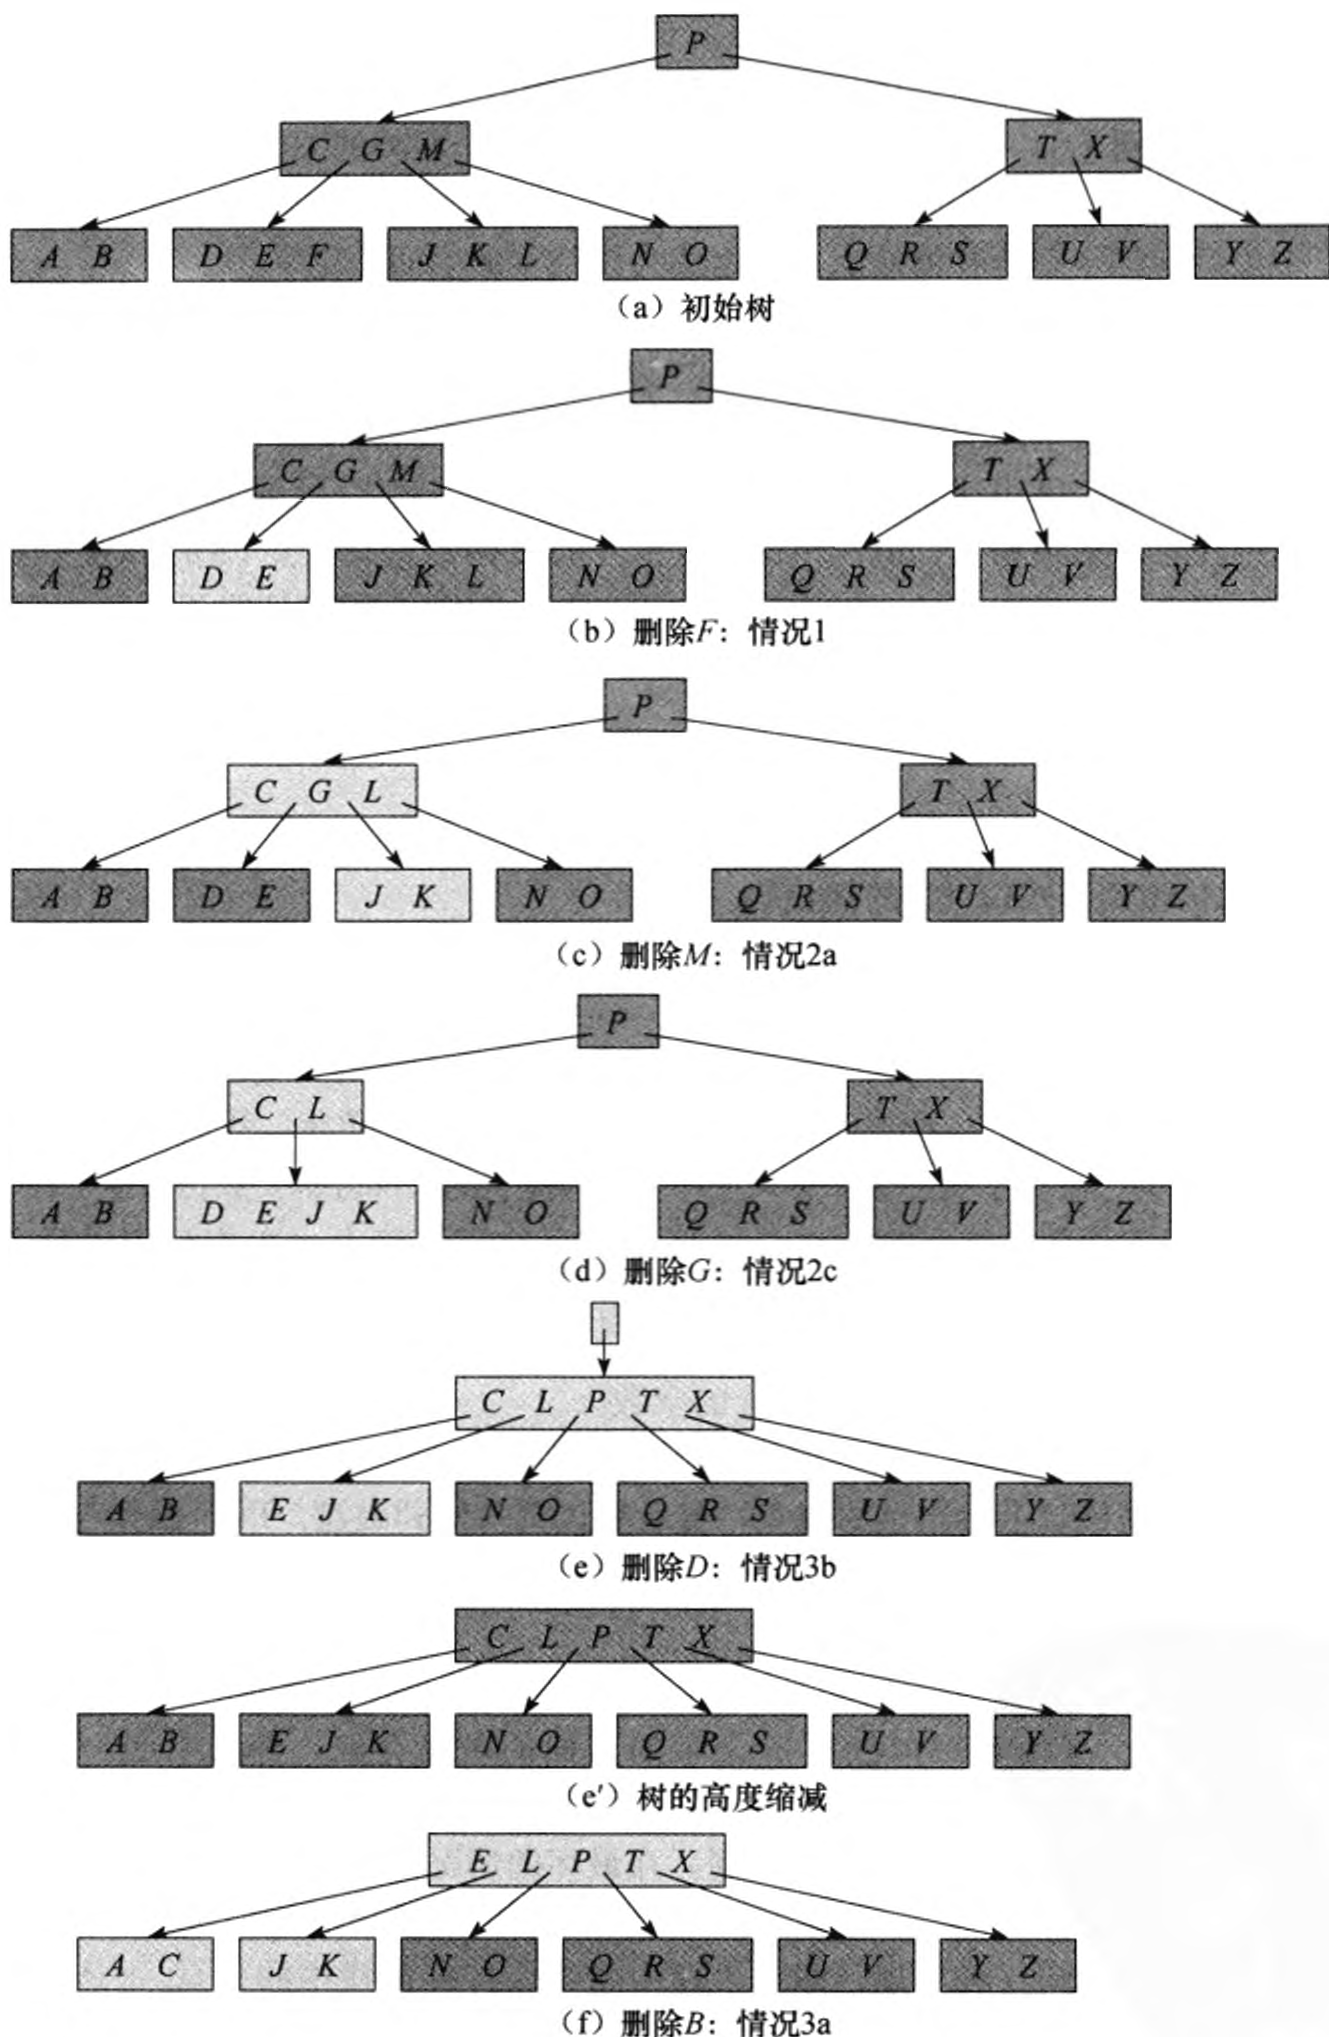 P
C G M T X
A B D E F J K L N O Q R S U V Y Z
（a）初始树
P
C G M T X
A B D E J K L N O Q R S U V Y Z
（b）删除F：情况1
P
C G L T X
A B D E J K N O Q R S U V Y Z
（c）删除M：情况2a
P
C L T X
A B D E J K N O Q R S U V Y Z
（d）删除G：情况2c
C L P T X
A B E J K N O Q R S U V Y Z
（e）删除D：情况3b
C L P T X
A B E J K N O Q R S U V Y Z
（e′）树的高度缩减
E L P T X
A C J K N O Q R S U V Y Z
（f）删除B：情况3a